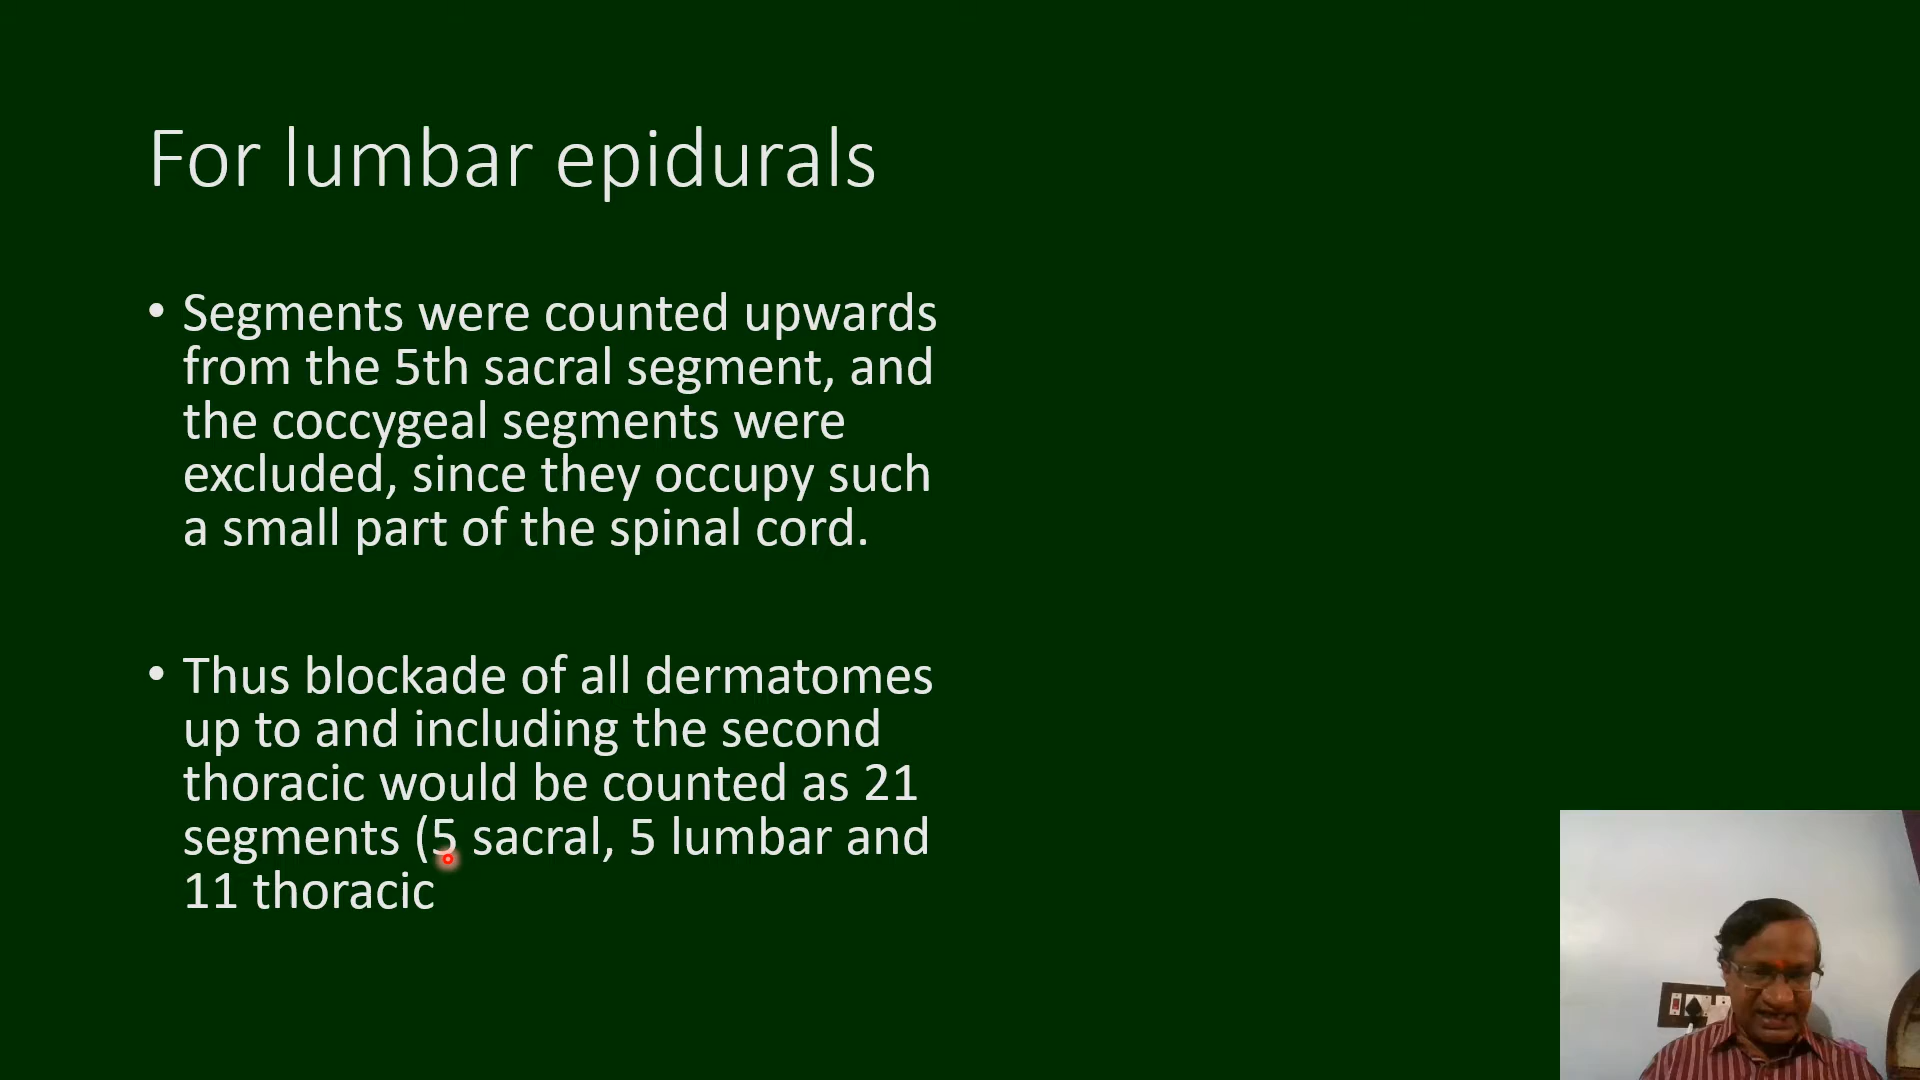 For lumbar epidurals
• Segments were counted upwards
from the 5th sacral segment, and
the coccygeal segments were
excluded, since they occupy such
a small part of the spinal cord.
• Thus blockade of all dermatomes
up to and including the second
thoracic would be counted as 21
segments (5 sacral, 5 lumbar and
11 thoracic